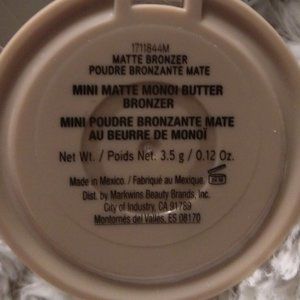 1711844M
MATTE BRONZER
POUDRE BRONZANTE MATE
MINI MATTE MONOI BUTTER
BRONZER
MINI POUDRE BRONZANTE MATE
AU BEURRE DE MONOÏ
Net Wt. / Poids Net. 3.5 g / 0.12 Oz.
Made in Mexico. / Fabriqué au Mexique.
Dist. by Markwins Beauty Brands, Inc.
City of Industry, CA 91789
Montornés del Vallés, ES 08170